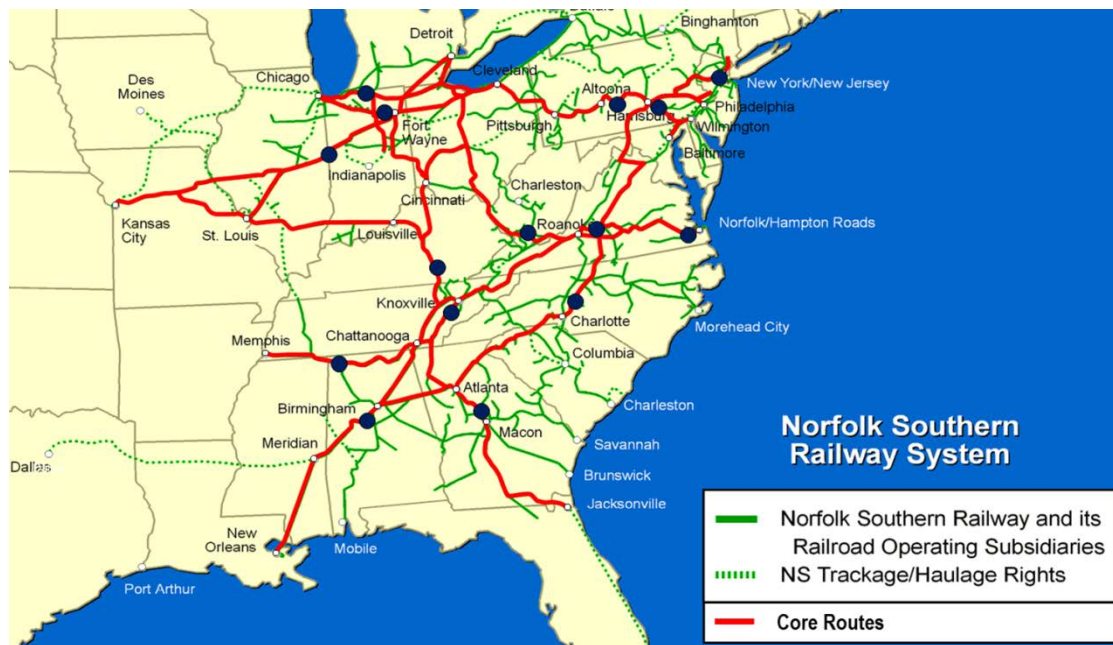 Buffalo
Binghamton
Detroit
Chicago
Cleveland
Des
Moines
Altoona
New York/New Jersey
Philadelphia
Harrisburg
Pittsburgh
Fort
Wayne
Wilmington
Baltimore
Indianapolis
Cincinnati
Charleston
Kansas
City
St. Louis
Louisville
Roanoke
Norfolk/Hampton Roads
Knoxville
Charlotte
Morehead City
Chattanooga
Memphis
Columbia
Atlanta
Birmingham
Charleston
Macon
Meridian
Savannah
Dallas
Brunswick
Jacksonville
New
Orleans
Mobile
Port Arthur
Norfolk Southern
Railway System
Norfolk Southern Railway and its
Railroad Operating Subsidiaries
NS Trackage/Haulage Rights
Core Routes